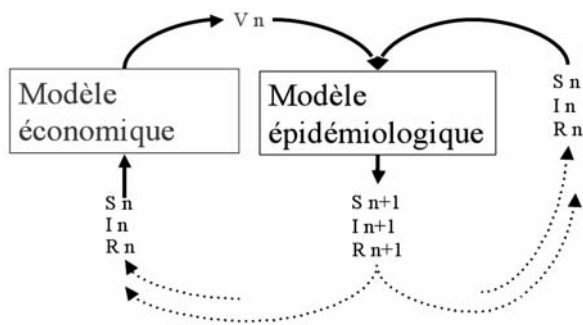 V n
Modèle
économique
Modèle
épidémiologique
S n
I n
R n
S n
I n
R n
S n+1
I n+1
R n+1